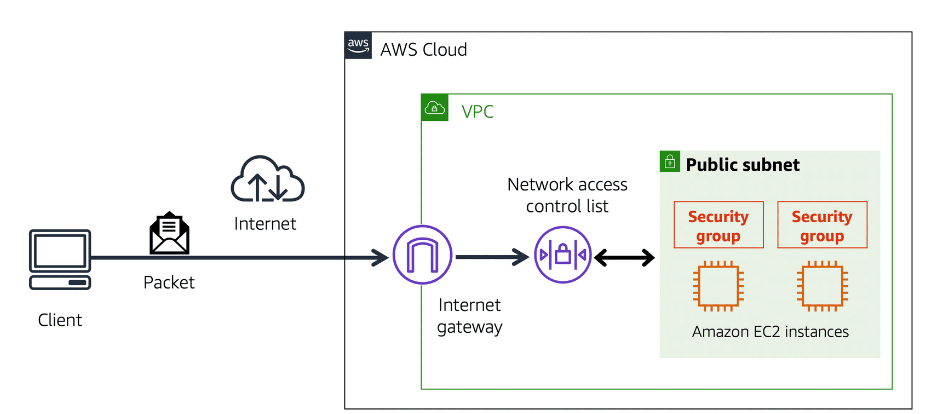 aws
AWS Cloud
VPC
Public subnet
Network access
control list
Security
group
Security
group
Internet
Packet
Client
Internet
gateway
Amazon EC2 instances